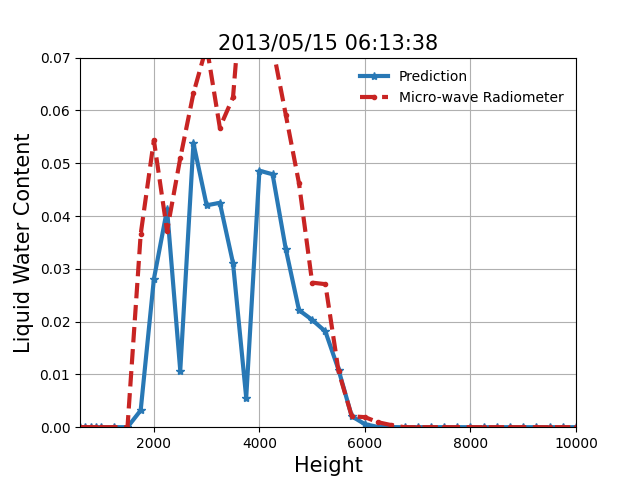 2013/05/15 06:13:38
0.07
0.06
0.05
0.04
0.03
0.02
0.01
0.00
Liquid Water Content
Prediction
Micro-wave Radiometer
2000 4000 6000 8000 10000
Height